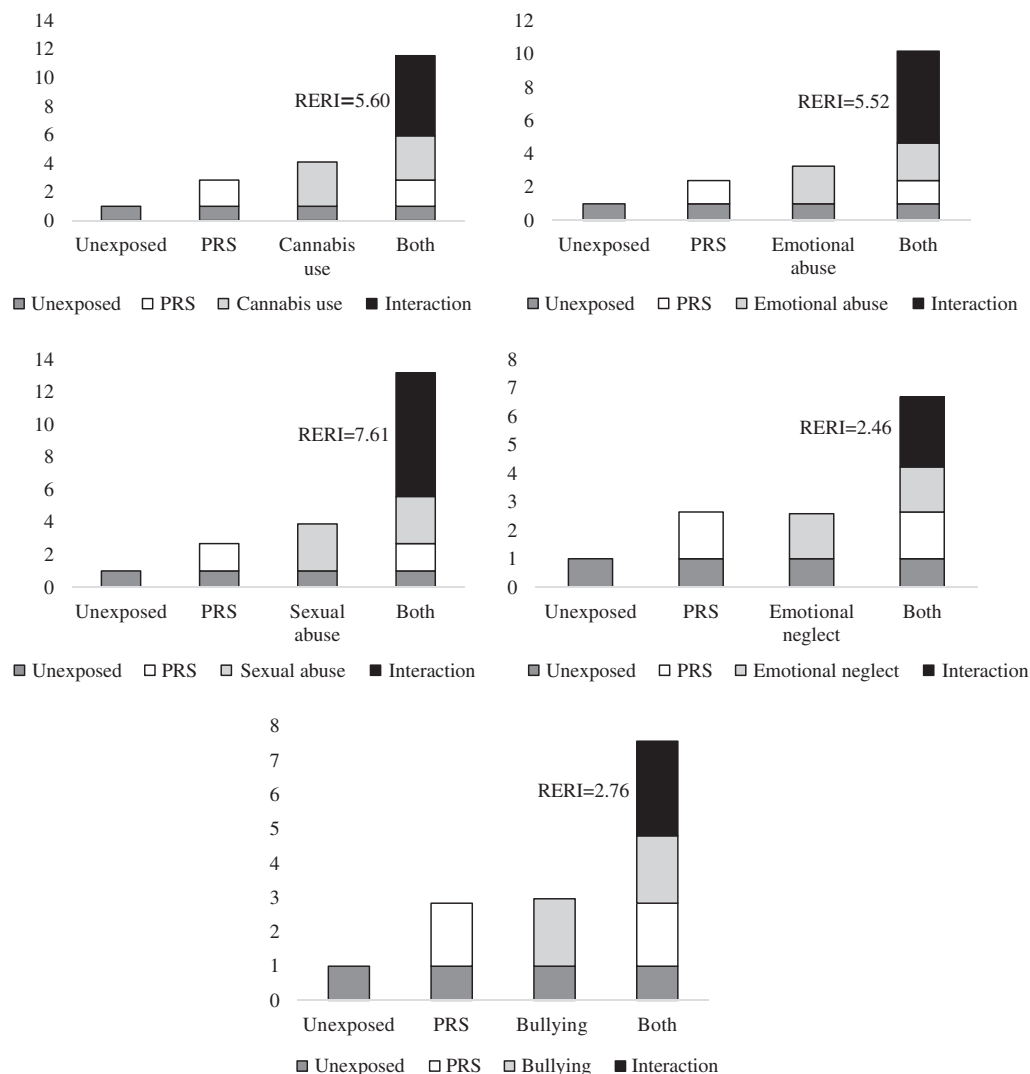 14
12
10
8
6
4
2
0
RERI=5.60
Unexposed PRS Cannabis use Both
Unexposed PRS Cannabis use Interaction
12
10
8
6
4
2
0
RERI=5.52
Unexposed PRS Emotional abuse Both
Unexposed PRS Emotional abuse Interaction
14
12
10
8
6
4
2
0
RERI=7.61
Unexposed PRS Sexual abuse Both
Unexposed PRS Sexual abuse Interaction
8
7
6
5
4
3
2
1
0
RERI=2.46
Unexposed PRS Emotional neglect Both
Unexposed PRS Emotional neglect Interaction
8
7
6
5
4
3
2
1
0
RERI=2.76
Unexposed PRS Bullying Both
Unexposed PRS Bullying Interaction